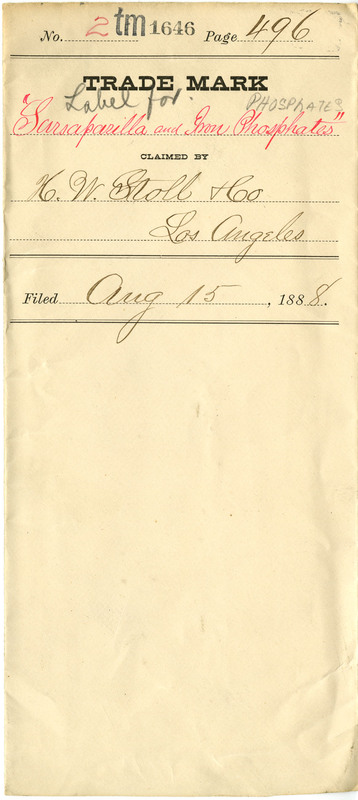 No. 2 tm 1646 Page 496
TRADE MARK
Label for. PHOSPHATES
"Sarsaparilla and Iron Phosphates"
CLAIMED BY
H. W. Stoll & Co
Los Angeles
Filed Aug 15, 1888.